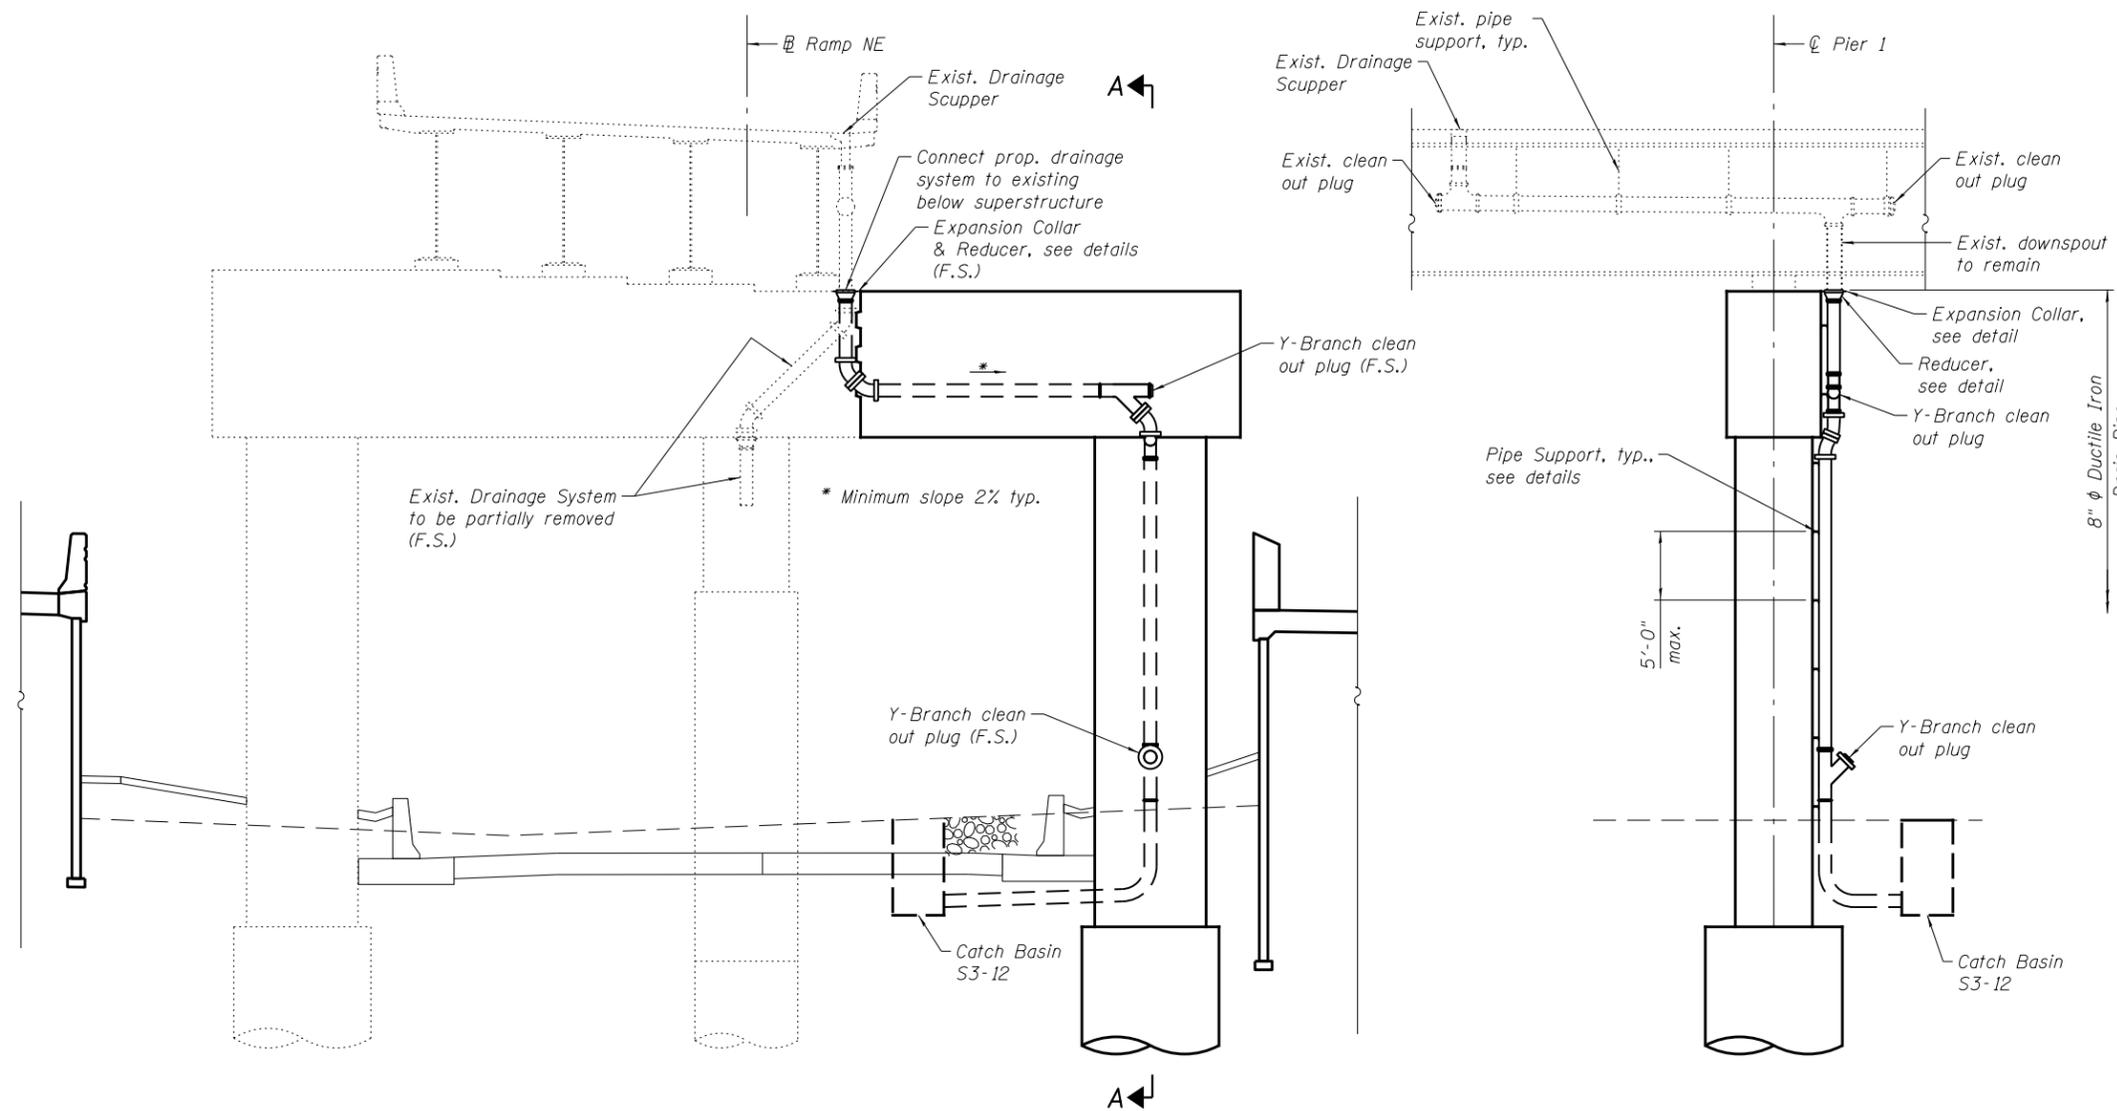 ℄ Ramp NE
Exist. Drainage
Scupper
A
Connect prop. drainage
system to existing
below superstructure
Expansion Collar
& Reducer, see details
(F.S.)
Y-Branch clean
out plug (F.S.)
*
Exist. Drainage System
to be partially removed
(F.S.)
* Minimum slope 2% typ.
Y-Branch clean
out plug (F.S.)
Catch Basin
S3-12
A
Exist. pipe
support, typ.
℄ Pier 1
Exist. Drainage
Scupper
Exist. clean
out plug
Exist. clean
out plug
Exist. downspout
to remain
Expansion Collar,
see detail
Reducer,
see detail
Y-Branch clean
out plug
8" ϕ Ductile Iron
Pipe Support, typ.,
see details
5'-0"
max.
Y-Branch clean
out plug
Catch Basin
S3-12